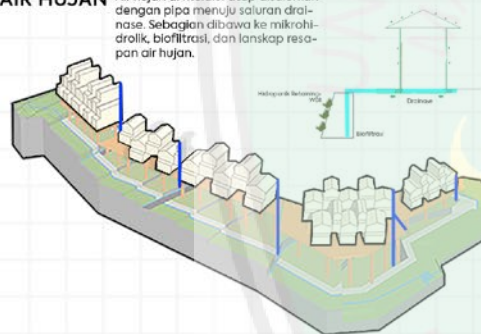 AIR HUJAN
dengan pipa menuju saluran drai-
nase. Sebagian dibawa ke mikrohi-
drolik, biofiltrasi, dan lanskap resa-
pan air hujan.
Drainase
biofiltrasi